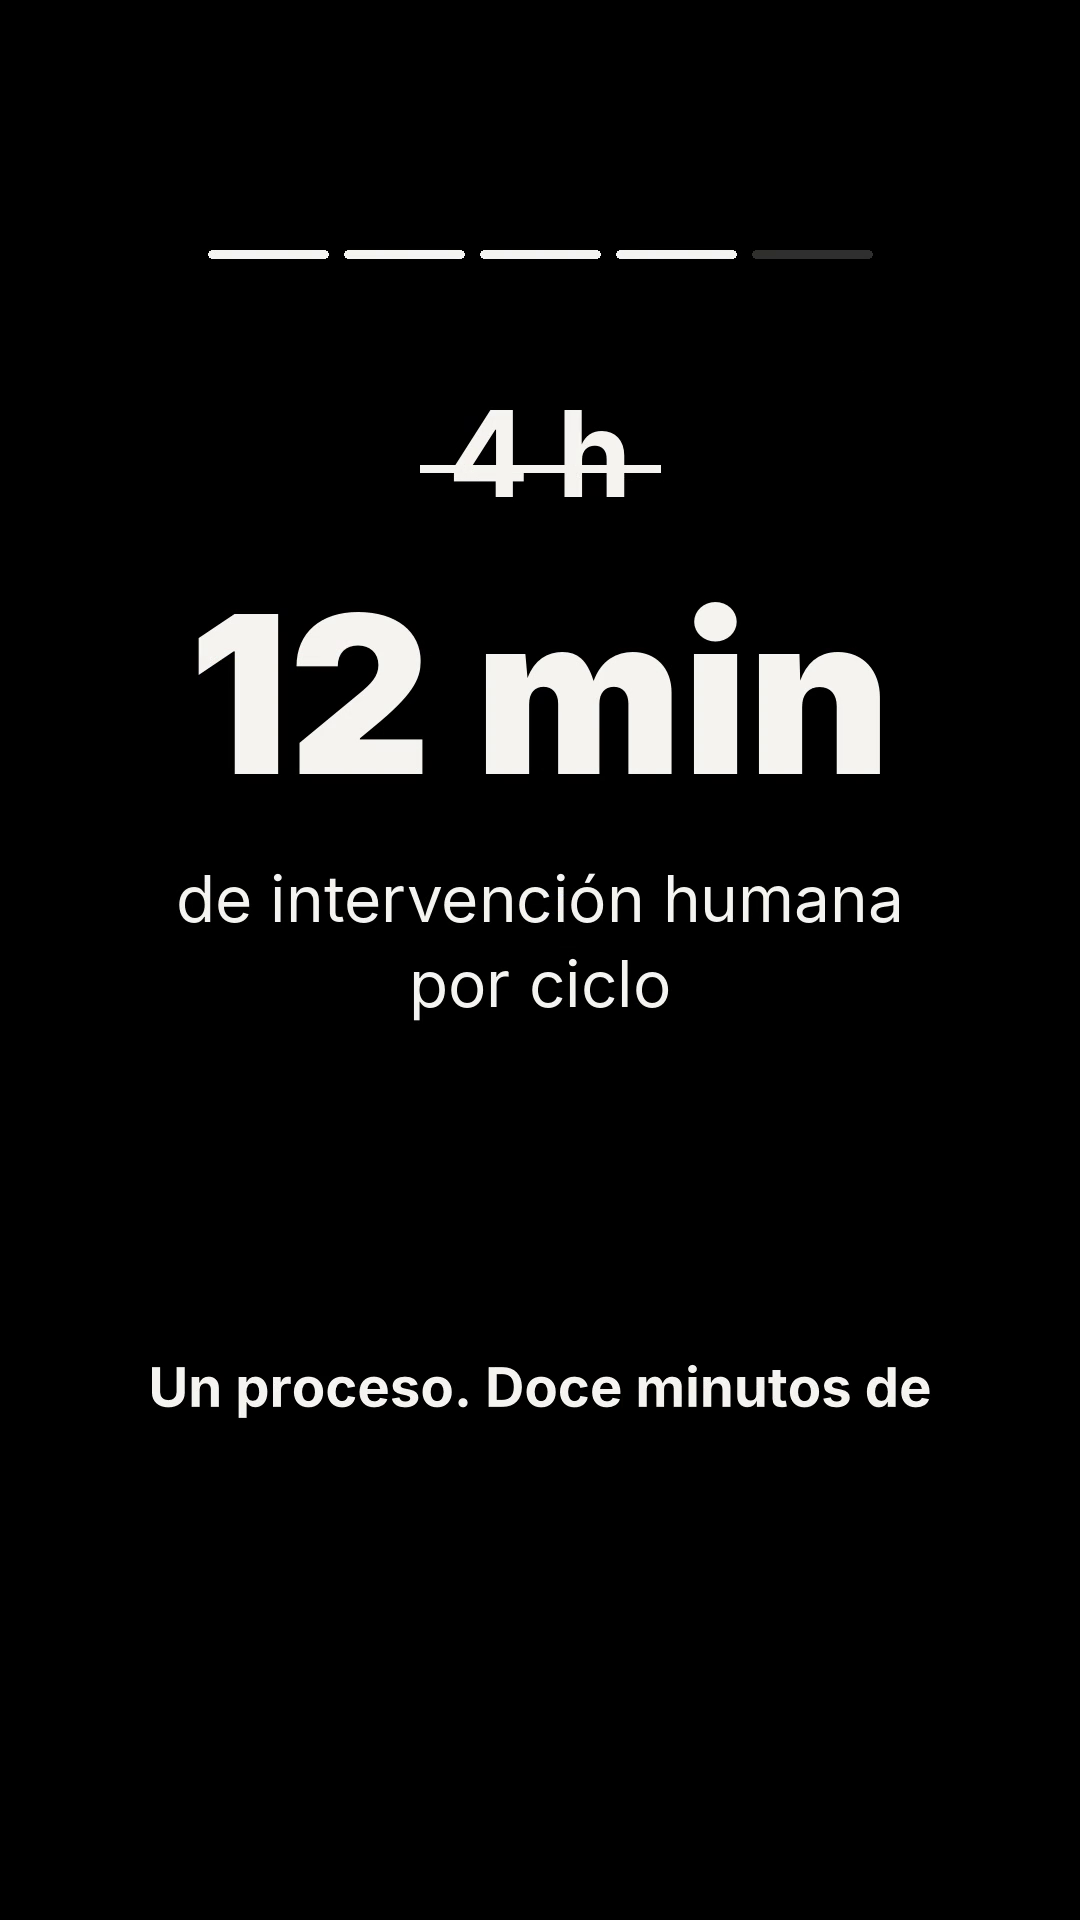 4 h
12 min
de intervención humana
por ciclo
Un proceso. Doce minutos de